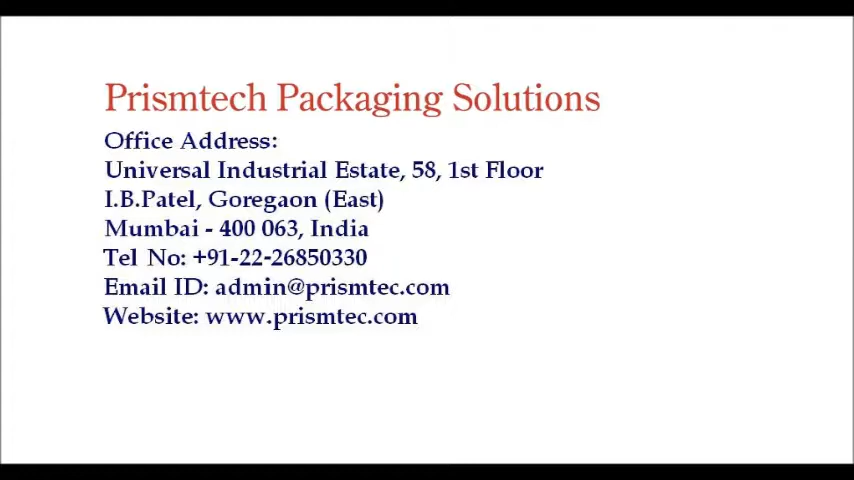 Prismtech Packaging Solutions
Office Address:
Universal Industrial Estate, 58, 1st Floor
I.B.Patel, Goregaon (East)
Mumbai - 400 063, India
Tel No: +91-22-26850330
Email ID: admin@prismtec.com
Website: www.prismtec.com